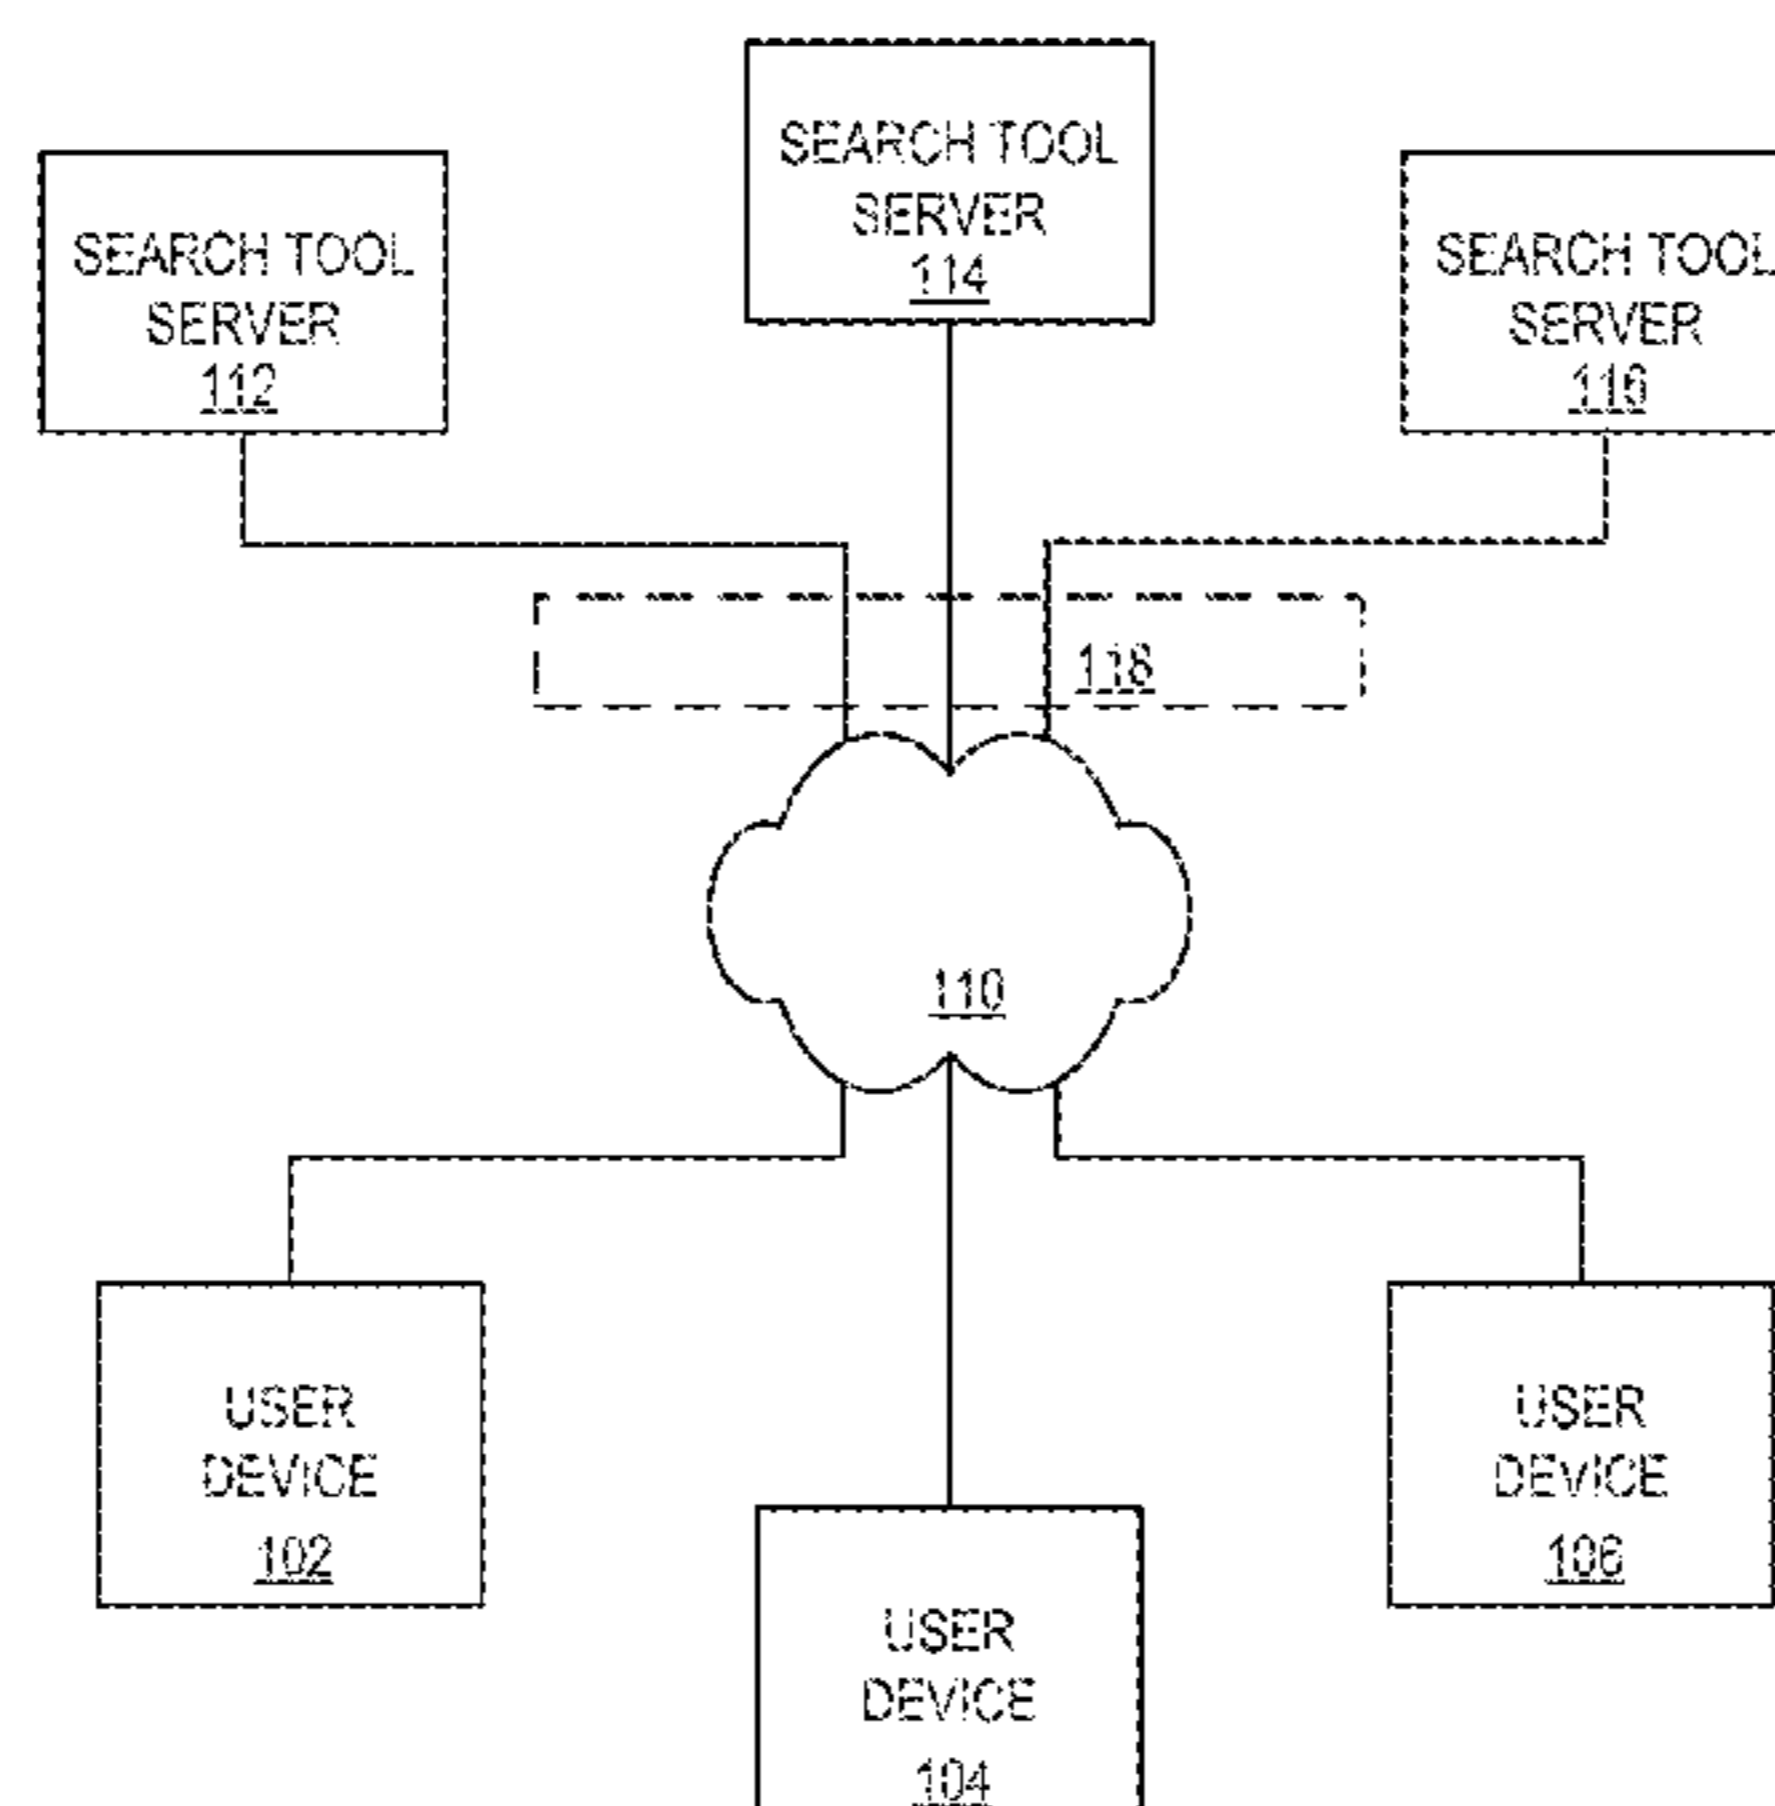 SEARCH TOOL
SERVER
114
SEARCH TOOL
SERVER
112
SEARCH TOOL
SERVER
116
118
110
USER
DEVICE
102
USER
DEVICE
106
USER
DEVICE
104